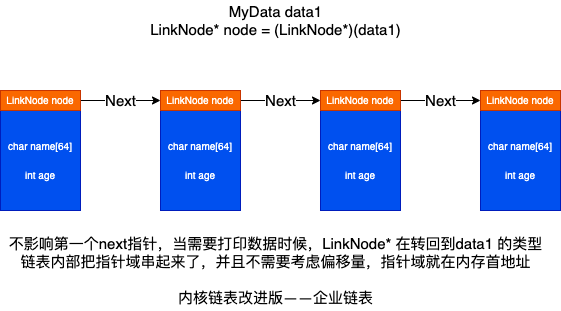 MyData data1
LinkNode* node = (LinkNode*)(data1)
LinkNode node
Next
LinkNode node
Next
LinkNode node
Next
LinkNode node
char name[64]
char name[64]
char name[64]
char name[64]
int age
int age
int age
int age
不影响第一个next指针，当需要打印数据时候，LinkNode* 在转回到data1 的类型
链表内部把指针域串起来了，并且不需要考虑偏移量，指针域就在内存首地址
内核链表改进版——企业链表